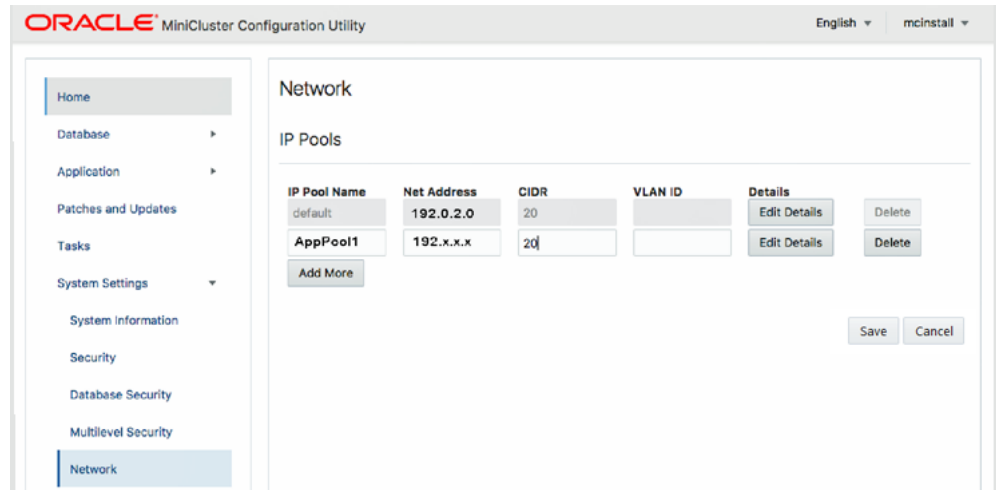 ORACLE MiniCluster Configuration Utility English mcinstall
Home
Database
Application
Patches and Updates
Tasks
System Settings
System Information
Security
Database Security
Multilevel Security
Network
Network
IP Pools
IP Pool Name Net Address CIDR VLAN ID Details
default 192.0.2.0 20 Edit Details Delete
AppPool1 192.x.x.x 20 Edit Details Delete
Add More
Save Cancel